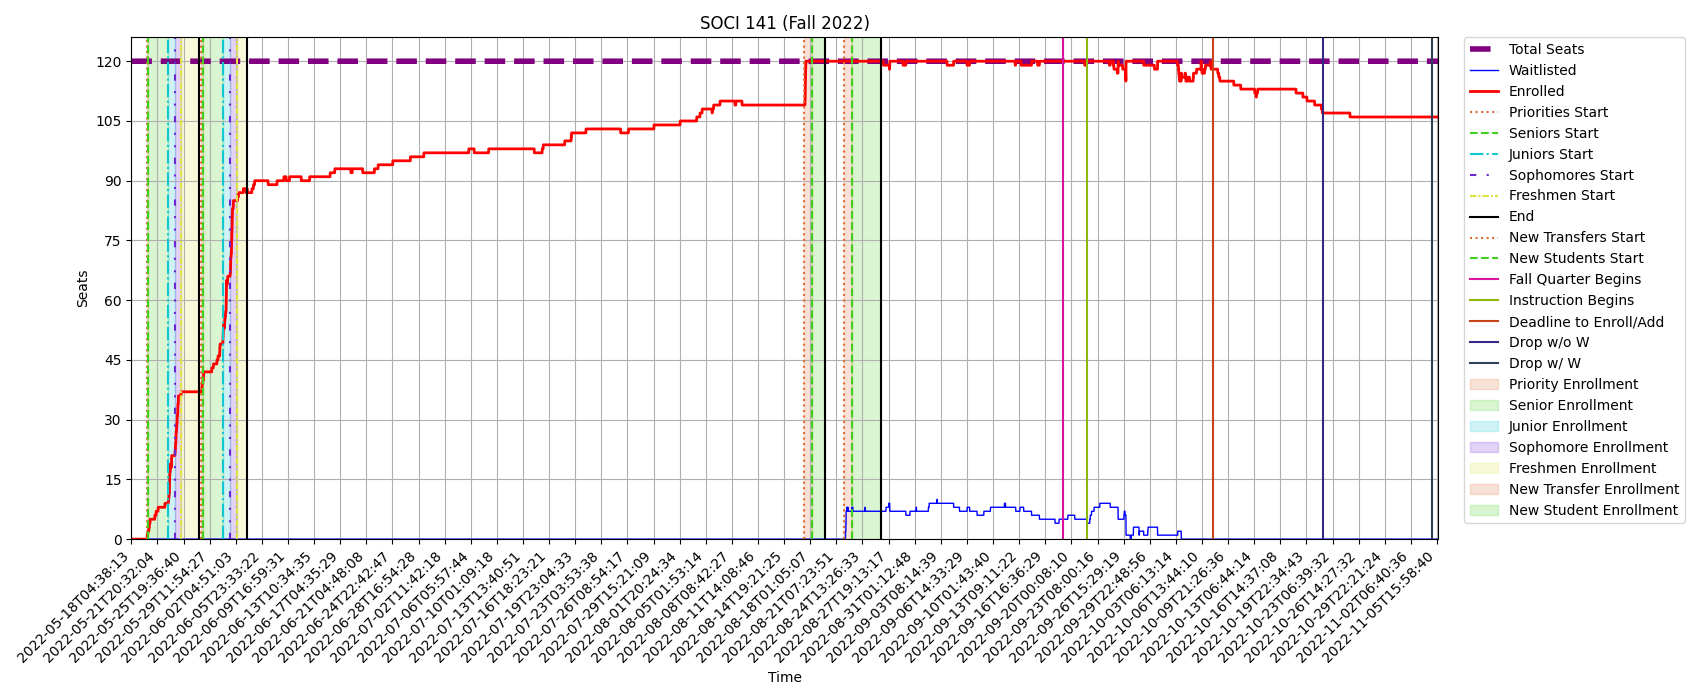 SOCI 141 (Fall 2022)
Seats
120
105
90
75
60
45
30
15
0
2022-05-18T04:38:13
2022-05-21T20:32:04
2022-05-25T19:36:40
2022-05-29T11:54:27
2022-06-02T04:51:03
2022-06-05T23:33:22
2022-06-09T16:59:31
2022-06-13T10:34:35
2022-06-17T04:35:29
2022-06-21T04:48:08
2022-06-24T22:42:47
2022-06-28T16:54:28
2022-07-02T11:42:18
2022-07-06T05:57:44
2022-07-10T01:09:18
2022-07-13T13:40:51
2022-07-16T18:23:21
2022-07-19T23:04:33
2022-07-23T03:53:38
2022-07-26T08:54:17
2022-07-29T15:21:09
2022-08-01T20:24:34
2022-08-05T01:53:14
2022-08-08T08:42:27
2022-08-11T14:08:46
2022-08-14T19:21:25
2022-08-18T01:05:07
2022-08-21T07:23:51
2022-08-24T13:26:33
2022-08-27T19:13:17
2022-08-31T01:12:48
2022-09-03T08:14:39
2022-09-06T14:33:29
2022-09-10T01:43:40
2022-09-13T09:11:22
2022-09-16T16:36:29
2022-09-20T00:08:10
2022-09-23T08:00:16
2022-09-26T15:29:19
2022-09-29T22:48:56
2022-10-03T06:13:14
2022-10-06T13:44:10
2022-10-09T21:26:36
2022-10-13T06:44:14
2022-10-16T14:37:08
2022-10-19T22:34:43
2022-10-23T06:39:32
2022-10-26T14:27:32
2022-10-29T22:21:24
2022-11-02T06:40:36
2022-11-05T15:58:40
Time
Total Seats
Waitlisted
Enrolled
Priorities Start
Seniors Start
Juniors Start
Sophomores Start
Freshmen Start
End
New Transfers Start
New Students Start
Fall Quarter Begins
Instruction Begins
Deadline to Enroll/Add
Drop w/o W
Drop w/ W
Priority Enrollment
Senior Enrollment
Junior Enrollment
Sophomore Enrollment
Freshmen Enrollment
New Transfer Enrollment
New Student Enrollment